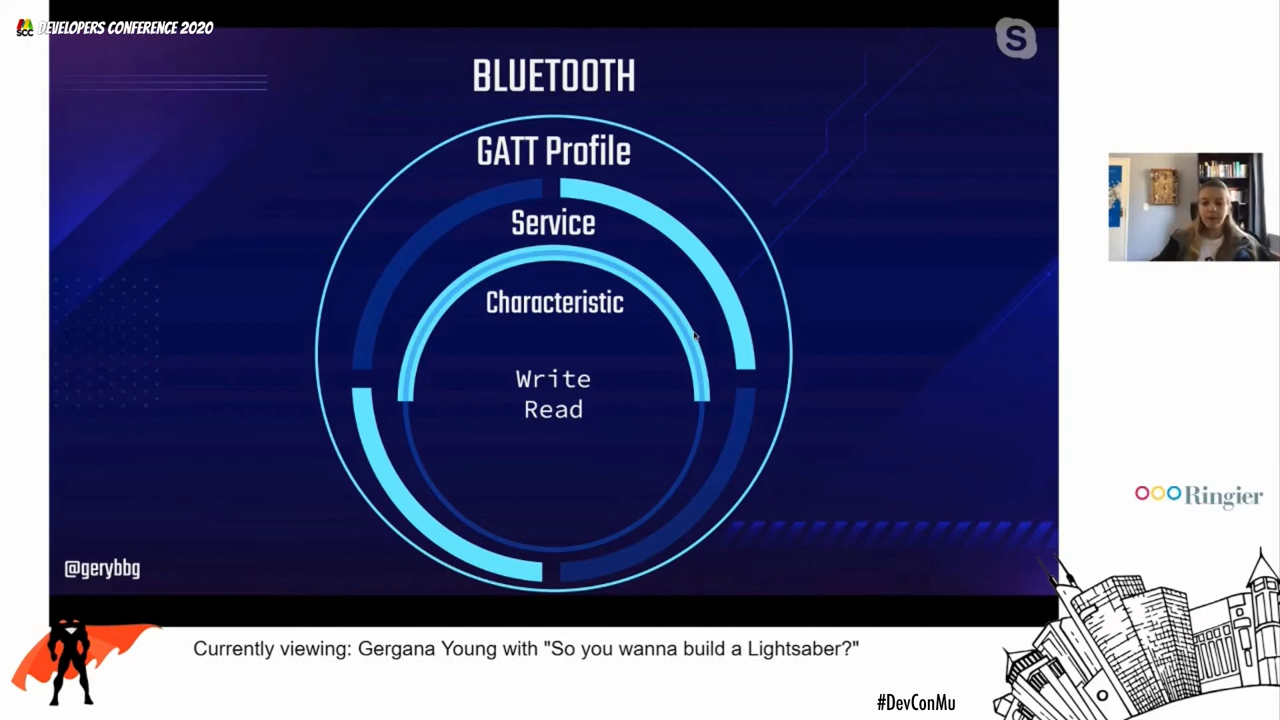 SCC DEVELOPERS CONFERENCE 2020
S
BLUETOOTH
GATT Profile
Service
Characteristic
Write
Read
@gerybbg
Ringier
Currently viewing: Gergana Young with "So you wanna build a Lightsaber?"
#DevConMu